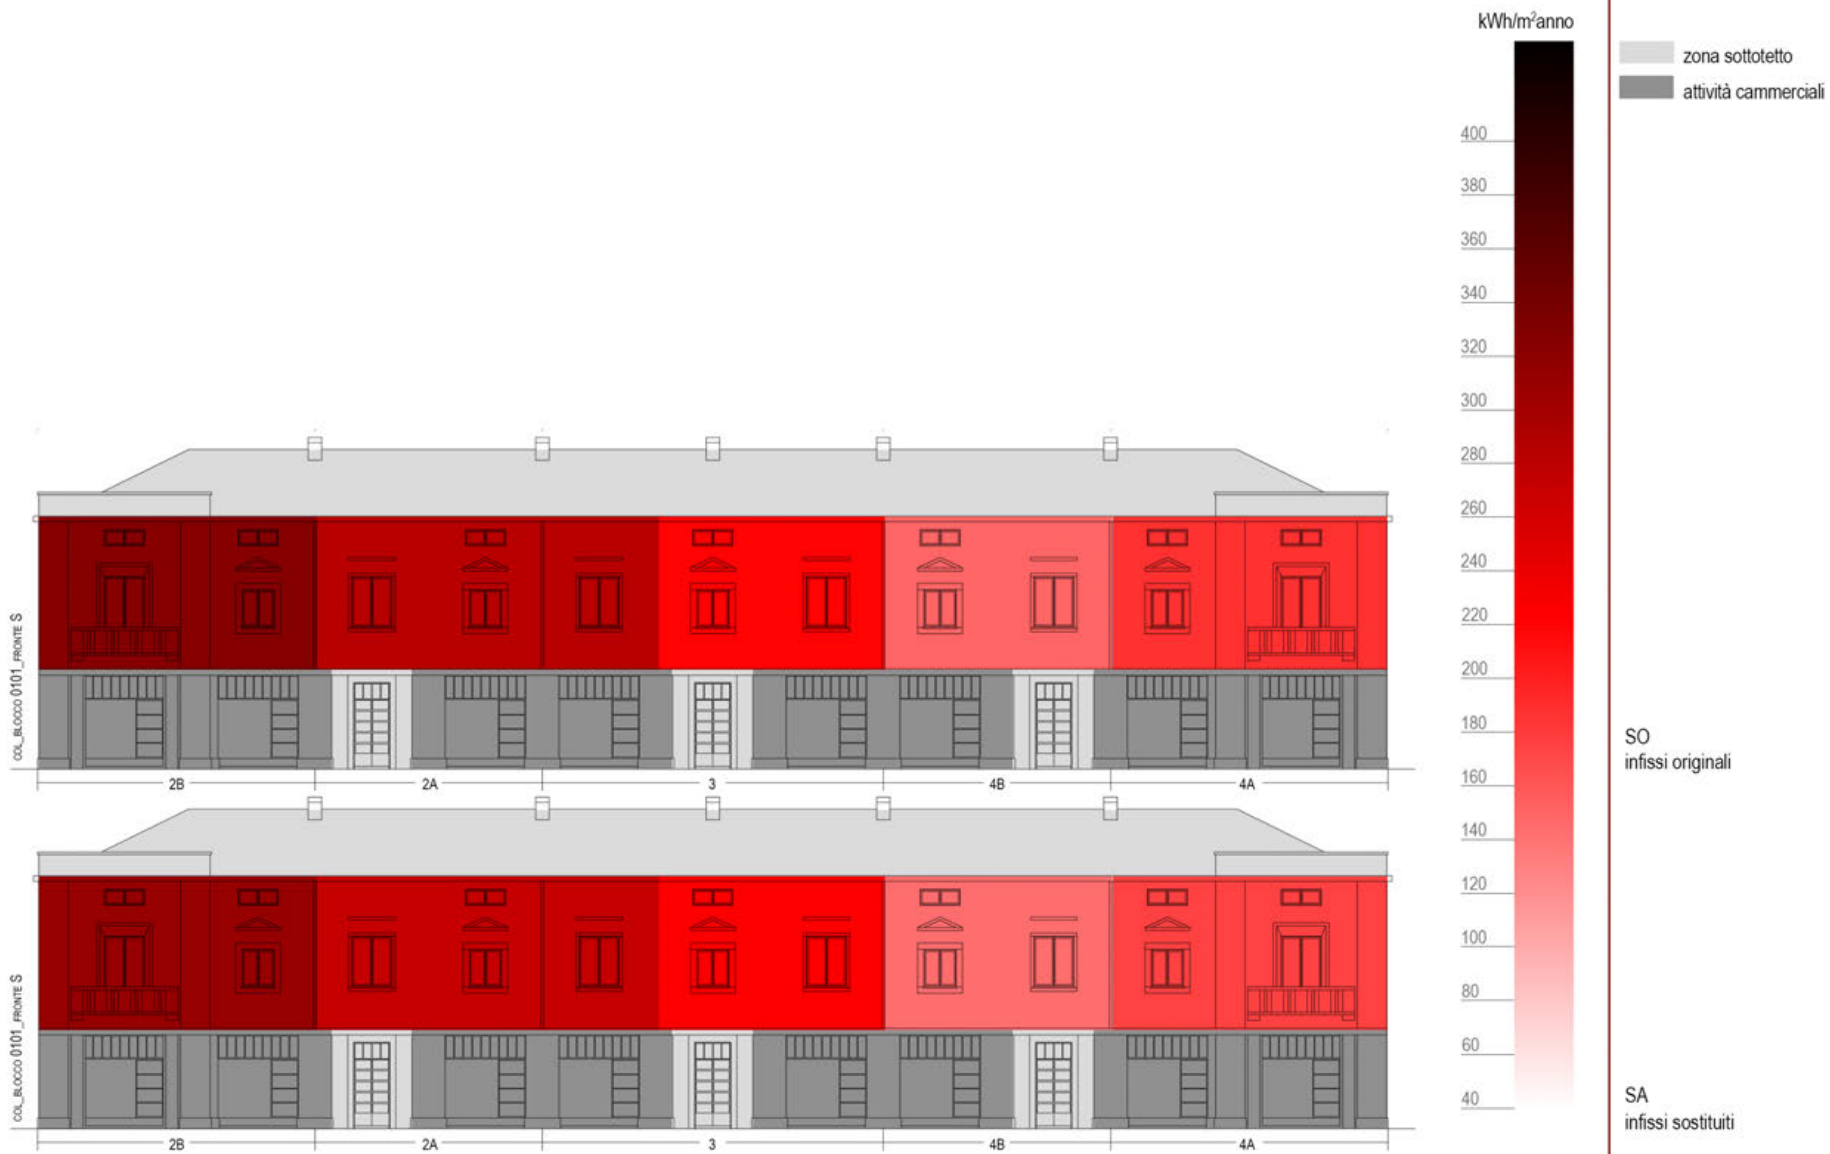 kWh/m²anno
400
380
360
340
320
300
280
260
240
220
200
180
160
140
120
100
80
60
40
zona sottotetto
attività cammerciali
COL_BLOCCO 0101_FRONTE S
2B
2A
3
4B
4A
SO
infissi originali
COL_BLOCCO 0101_FRONTE S
2B
2A
3
4B
4A
SA
infissi sostituiti